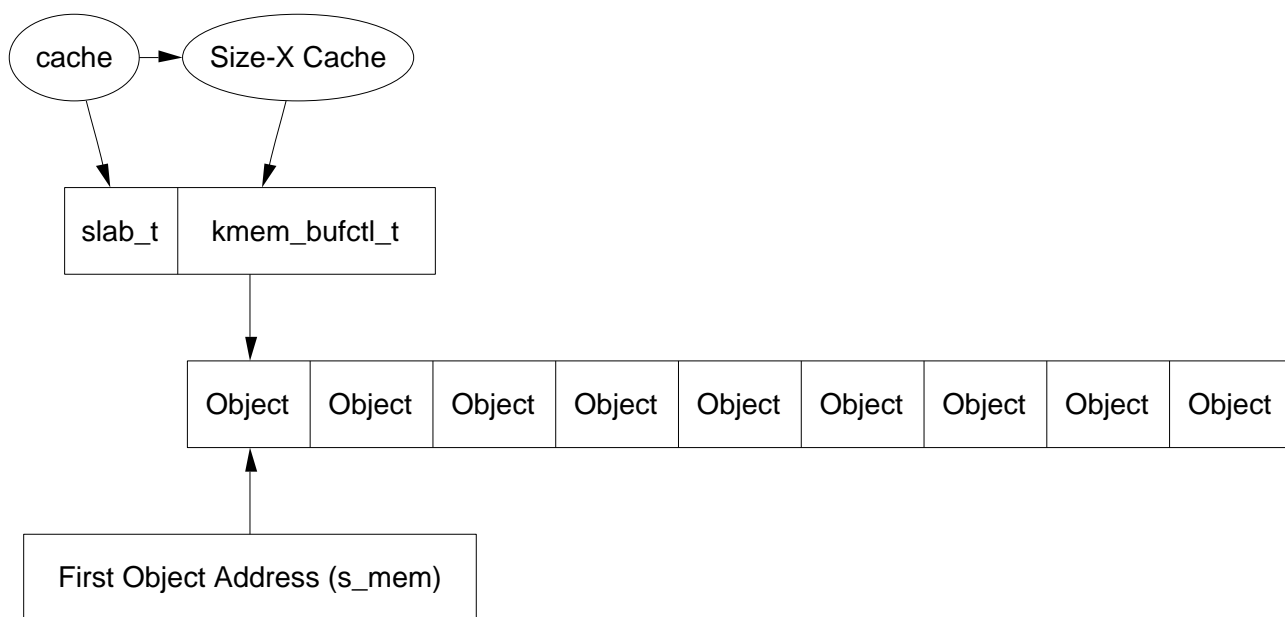 cache Size-X Cache
slab_t kmem_bufctl_t
Object Object Object Object Object Object Object Object Object
First Object Address (s_mem)